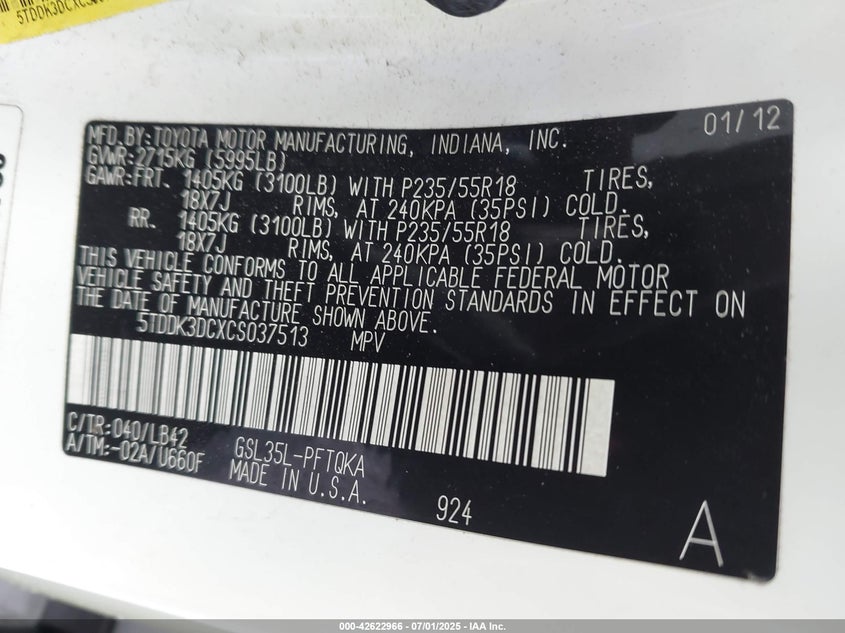 5TDDK3DCXCS0
01/12
MFD.BY:TOYOTA MOTOR MANUFACTURING, INDIANA, INC.
GVWR:2715KG (5995LB)
GAWR:FRT. 1405KG (3100LB) WITH P235/55R18 TIRES,
18X7J RIMS, AT 240KPA (35PSI) COLD.
RR. 1405KG (3100LB) WITH P235/55R18 TIRES,
18X7J RIMS, AT 240KPA (35PSI) COLD.
THIS VEHICLE CONFORMS TO ALL APPLICABLE FEDERAL MOTOR
VEHICLE SAFETY AND THEFT PREVENTION STANDARDS IN EFFECT ON
THE DATE OF MANUFACTURE SHOWN ABOVE.
5TDDK3DCXCS037513 MPV
C/TR:040/LB42
A/TM:-02A/U660F
GSL35L-PFTQKA
MADE IN U.S.A.
924
A
000-42622966 - 07/01/2025 - IAA Inc.